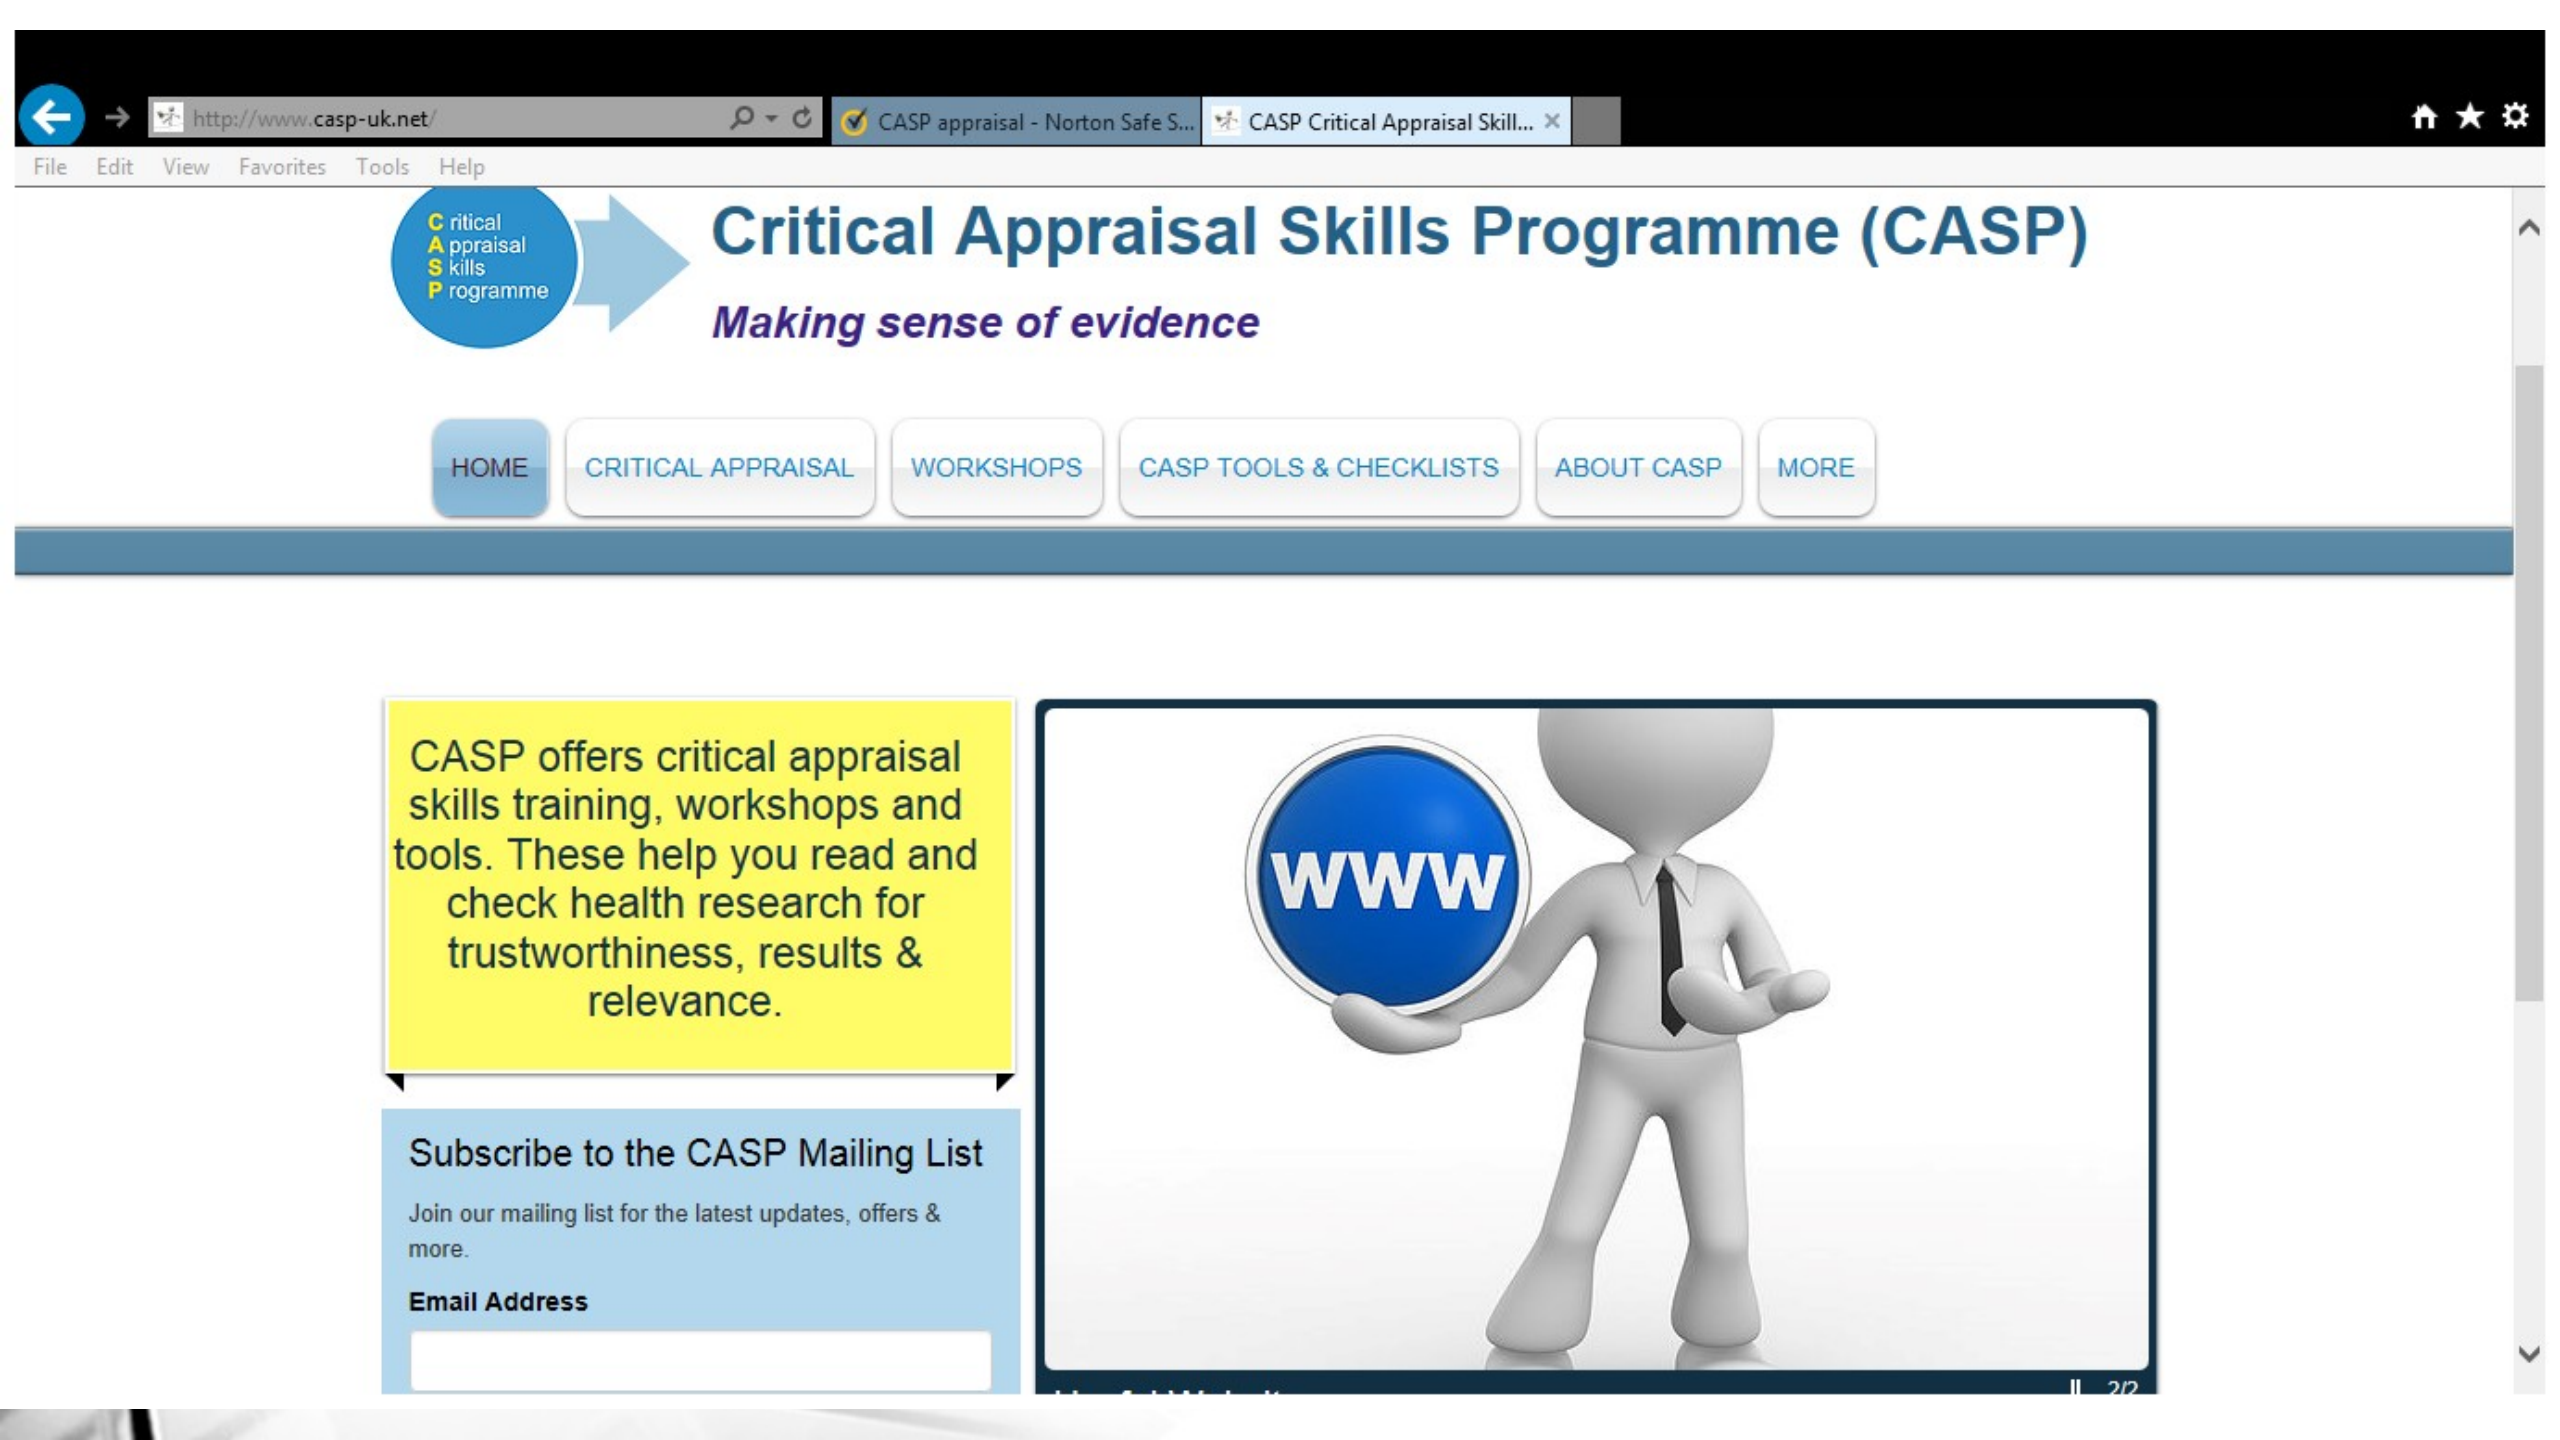 http://www.casp-uk.net/
CASP appraisal - Norton Safe S...
CASP Critical Appraisal Skill...
File Edit View Favorites Tools Help
Critical
Appraisal
Skills
Programme
Critical Appraisal Skills Programme (CASP)
Making sense of evidence
HOME
CRITICAL APPRAISAL
WORKSHOPS
CASP TOOLS & CHECKLISTS
ABOUT CASP
MORE
CASP offers critical appraisal
skills training, workshops and
tools. These help you read and
check health research for
trustworthiness, results &
relevance.
www
Subscribe to the CASP Mailing List
Join our mailing list for the latest updates, offers &
more.
Email Address
2/2